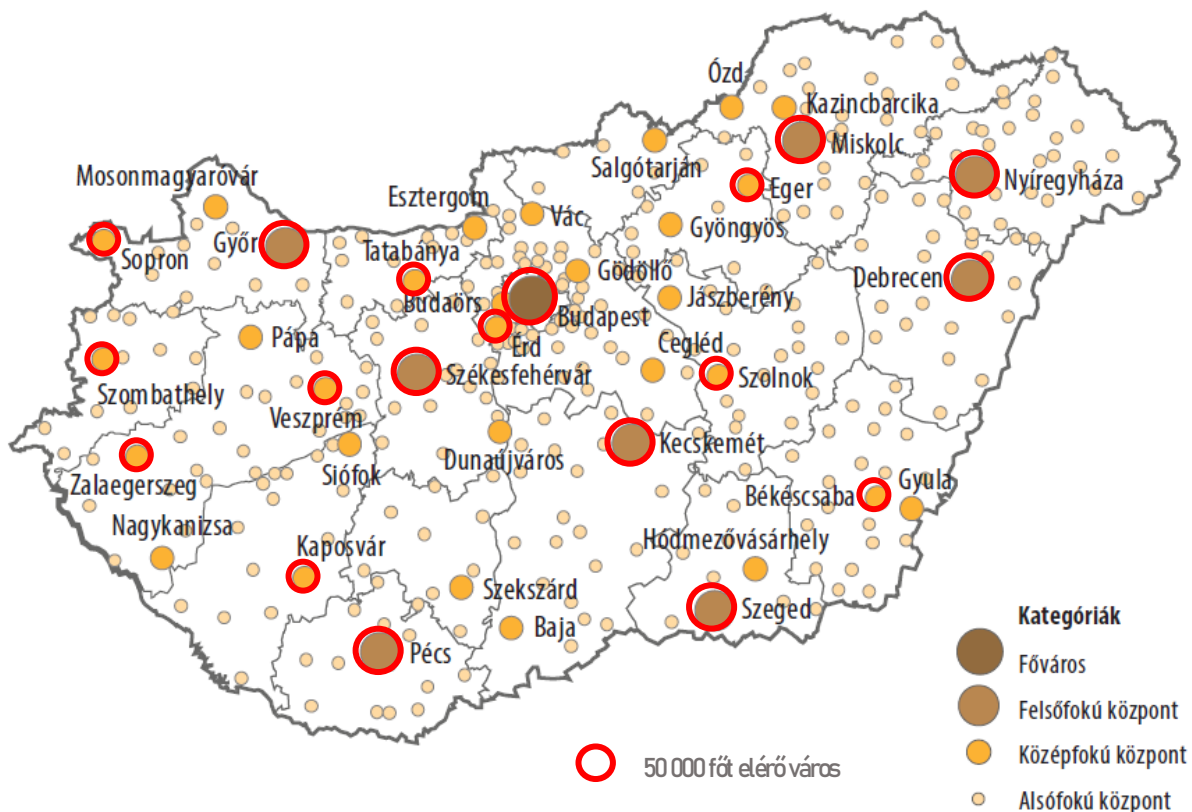 Ózd
Kazincbarcika
Miskolc
Salgótarján
Mosonmagyaróvár
Esztergom
Eger
Nyíregyháza
Vác
Gyöngyös
Győr
Sopron
Tatabánya
Gödöllő
Debrecen
Budaörs
Jászberény
Budapest
Pápa
Érd
Cegléd
Székesfehérvár
Szolnok
Szombathely
Veszprém
Kecskemét
Siófok
Dunaújváros
Zalaegerszeg
Gyula
Békéscsaba
Nagykanizsa
Kaposvár
Hódmezővásárhely
Szekszárd
Szeged
Baja
Pécs
Kategóriák
Főváros
Felsőfokú központ
Középfokú központ
50 000 főt elérő város
Alsófokú központ